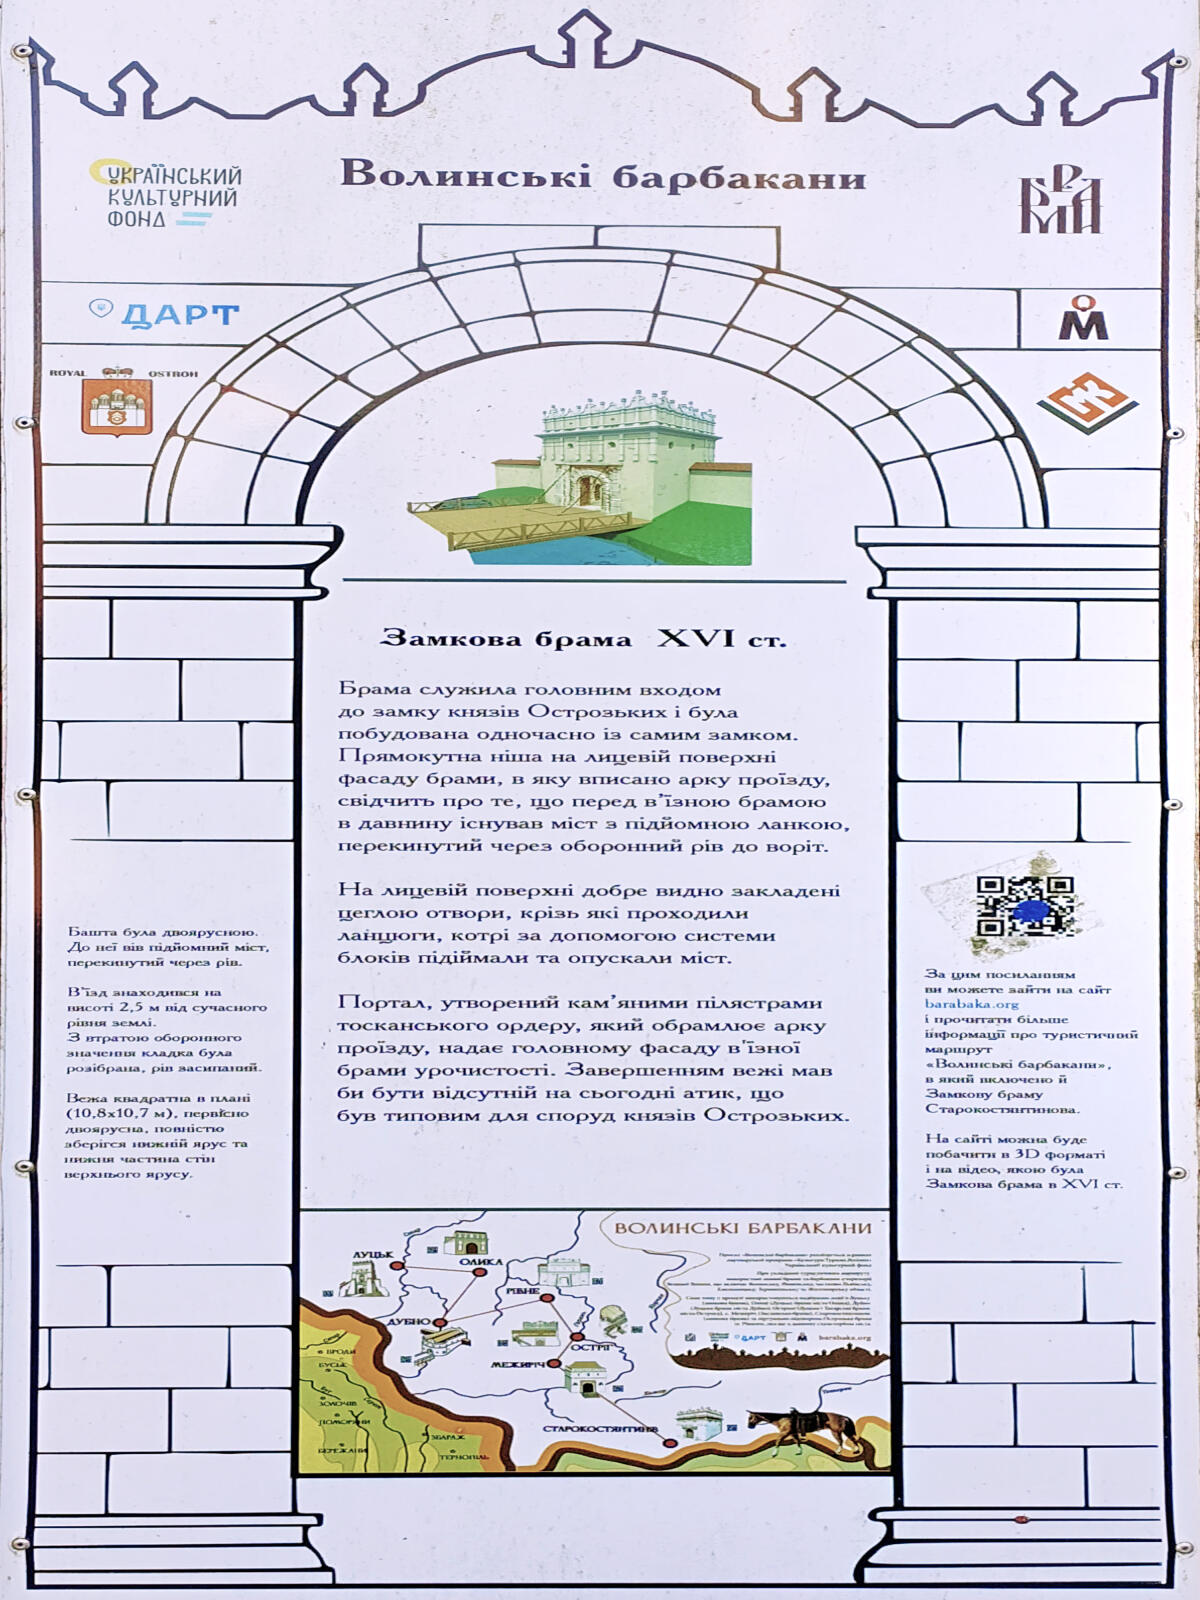 Волинські барбакани
УКРАЇНСЬКИЙ
КУЛЬТУРНИЙ
ФОНД
БРАМА
ДАРТ
ROYAL OSTROH
Замкова брама XVI ст.
Брама служила головним входом
до замку князів Острозьких і була
побудована одночасно із самим замком.
Прямокутна ніша на лицевій поверхні
фасаду брами, в яку вписано арку проїзду,
свідчить про те, що перед в'їзною брамою
в давнину існував міст з підйомною ланкою,
перекинутий через оборонний рів до воріт.
На лицевій поверхні добре видно закладені
цеглою отвори, крізь які проходили
ланцюги, котрі за допомогою системи
блоків підіймали та опускали міст.
Портал, утворений кам'яними пілястрами
тосканського ордеру, який обрамлює арку
проїзду, надає головному фасаду в'їзної
брами урочистості. Завершенням вежі мав
би бути відсутній на сьогодні атик, що
був типовим для споруд князів Острозьких.
Башта була двоярусною.
До неї вів підйомний міст,
перекинутий через рів.
В'їзд знаходився на
висоті 2,5 м від сучасного
рівня землі.
З втратою оборонного
значення кладка була
розібрана, рів засипаний.
Вежа квадратна в плані
(10,8х10,7 м), первісно
двоярусна, повністю
зберігся нижній ярус та
нижня частина стін
верхнього ярусу.
За цим посиланням
ви можете зайти на сайт
barabaka.org
і прочитати більше
інформації про туристичний
маршрут
«Волинські барбакани»,
в який включено й
Замкову браму
Старокостянтинова.
На сайті можна буде
побачити в 3D форматі
і на відео, якою була
Замкова брама в XVI ст.
ВОЛИНСЬКІ БАРБАКАНИ
ЛУЦЬК
ОЛИКА
РІВНЕ
ДУБНО
ОСТРІГ
МЕЖИРІЧ
СТАРОКОСТЯНТИНІВ
БРОДИ
БУСЬК
ЗОЛОЧІВ
ПОМОРЯНИ
БЕРЕЖАНИ
ЗБАРАЖ
ТЕРНОПІЛЬ
ДАРТ
barabaka.org